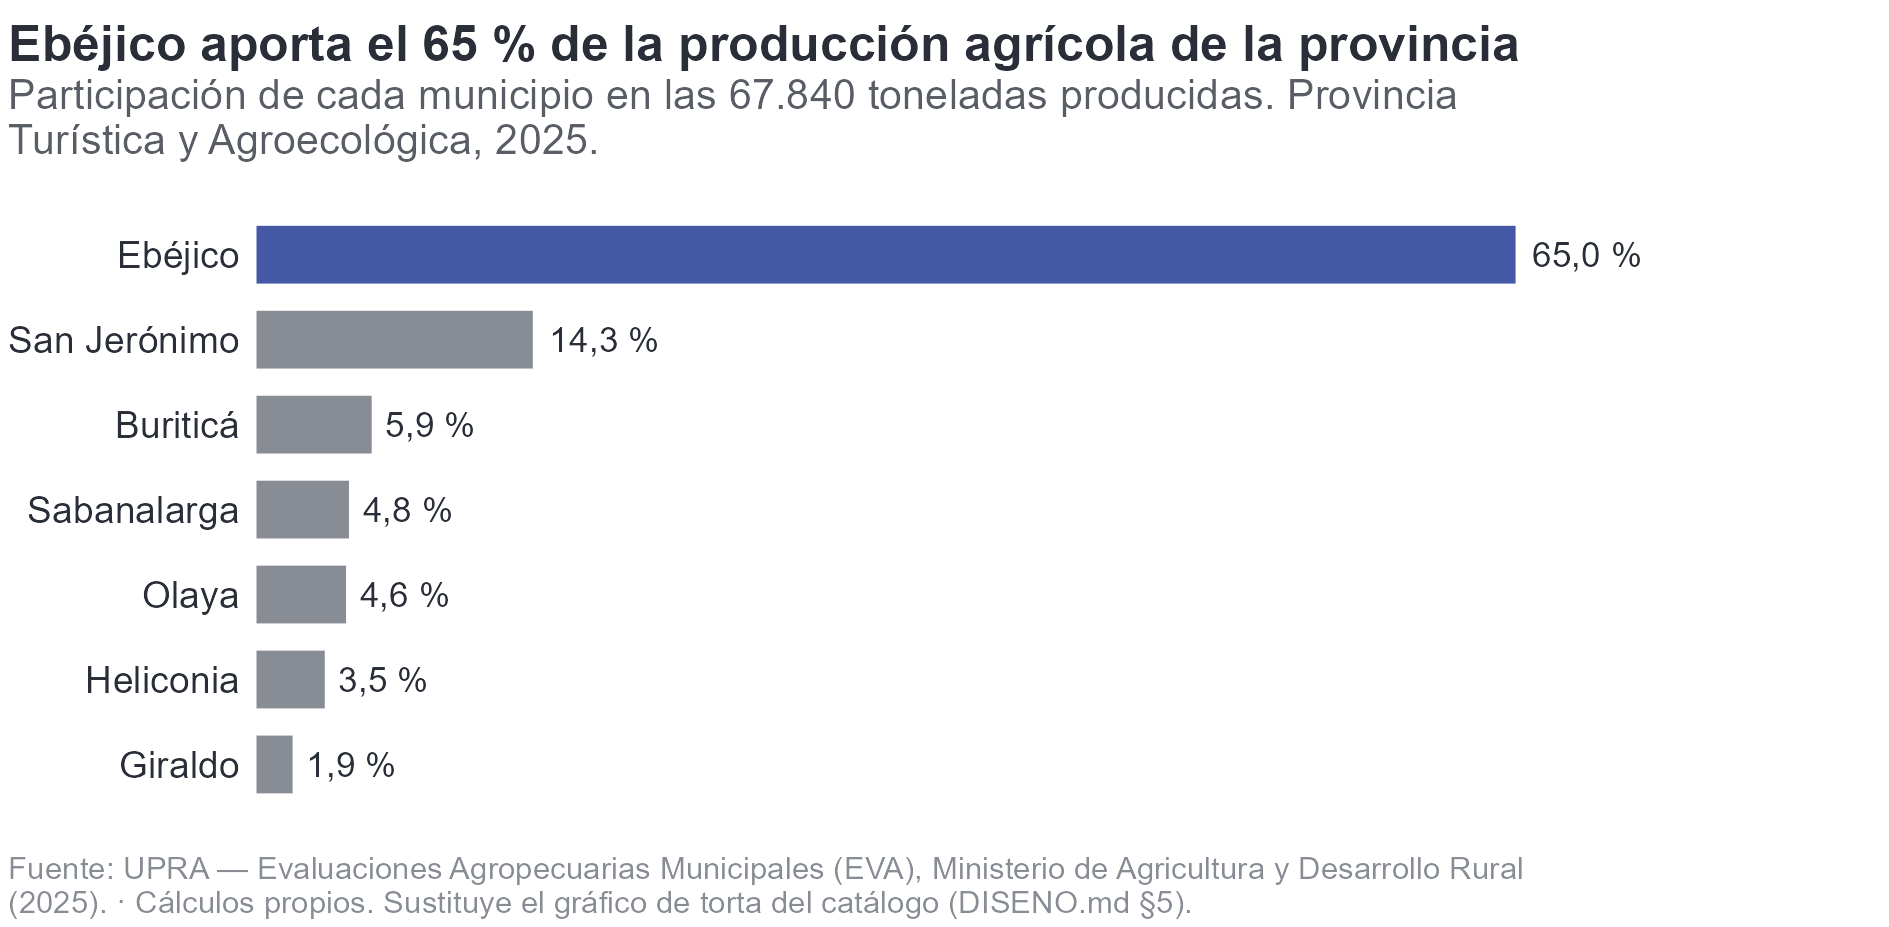 Ebéjico aporta el 65 % de la producción agrícola de la provincia
Participación de cada municipio en las 67.840 toneladas producidas. Provincia
Turística y Agroecológica, 2025.
Ebéjico 65,0 %
San Jerónimo 14,3 %
Buriticá 5,9 %
Sabanalarga 4,8 %
Olaya 4,6 %
Heliconia 3,5 %
Giraldo 1,9 %
Fuente: UPRA — Evaluaciones Agropecuarias Municipales (EVA), Ministerio de Agricultura y Desarrollo Rural
(2025). · Cálculos propios. Sustituye el gráfico de torta del catálogo (DISENO.md §5).